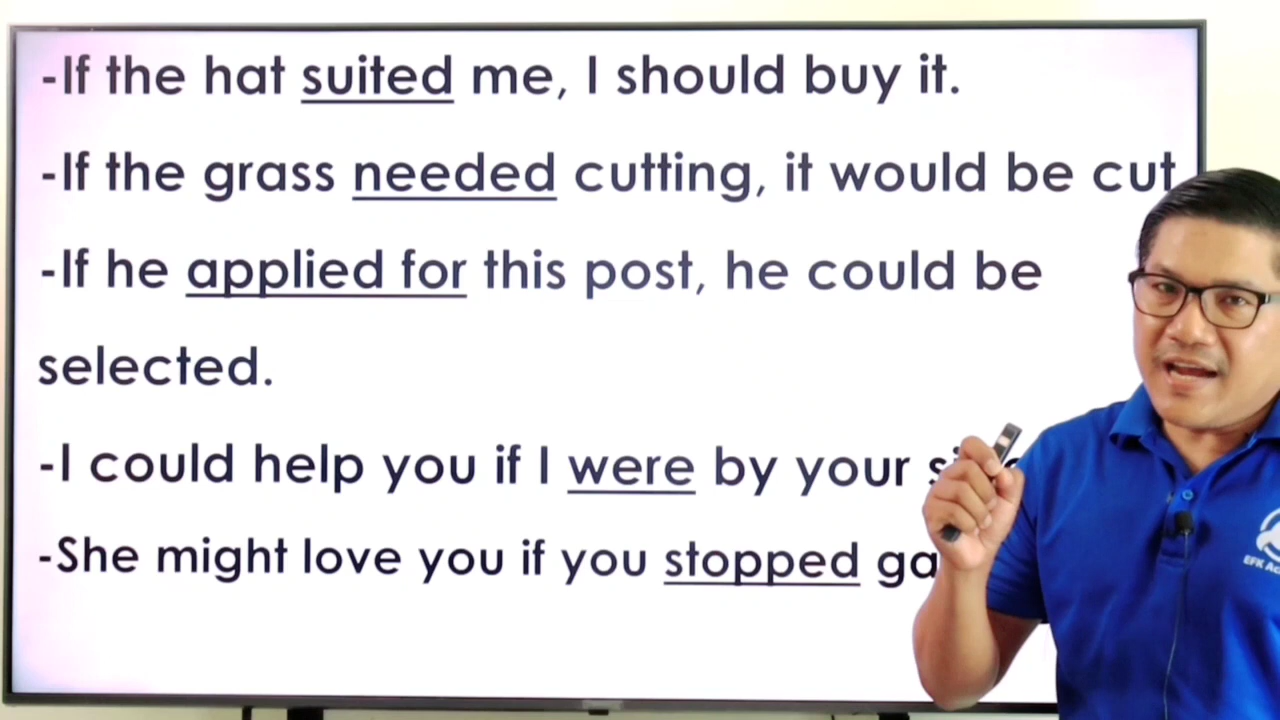 -If the hat suited me, I should buy it.
-If the grass needed cutting, it would be cut
-If he applied for this post, he could be
selected.
-I could help you if I were by your
-She might love you if you stopped
EFK